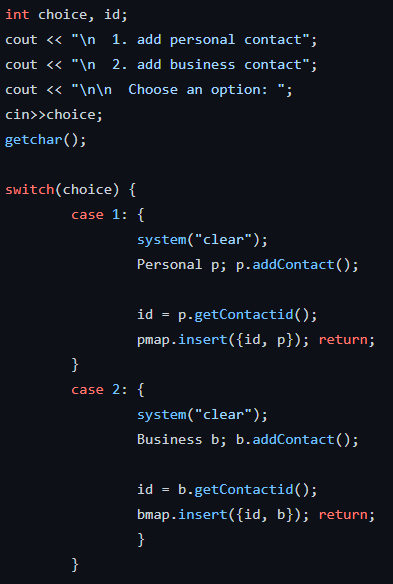 int choice, id;
cout << "\n  1. add personal contact";
cout << "\n  2. add business contact";
cout << "\n\n  Choose an option: ";
cin>>choice;
getchar();

switch(choice) {
        case 1: {
                system("clear");
                Personal p; p.addContact();

                id = p.getContactid();
                pmap.insert({id, p}); return;
        }
        case 2: {
                system("clear");
                Business b; b.addContact();

                id = b.getContactid();
                bmap.insert({id, b}); return;
                }
        }